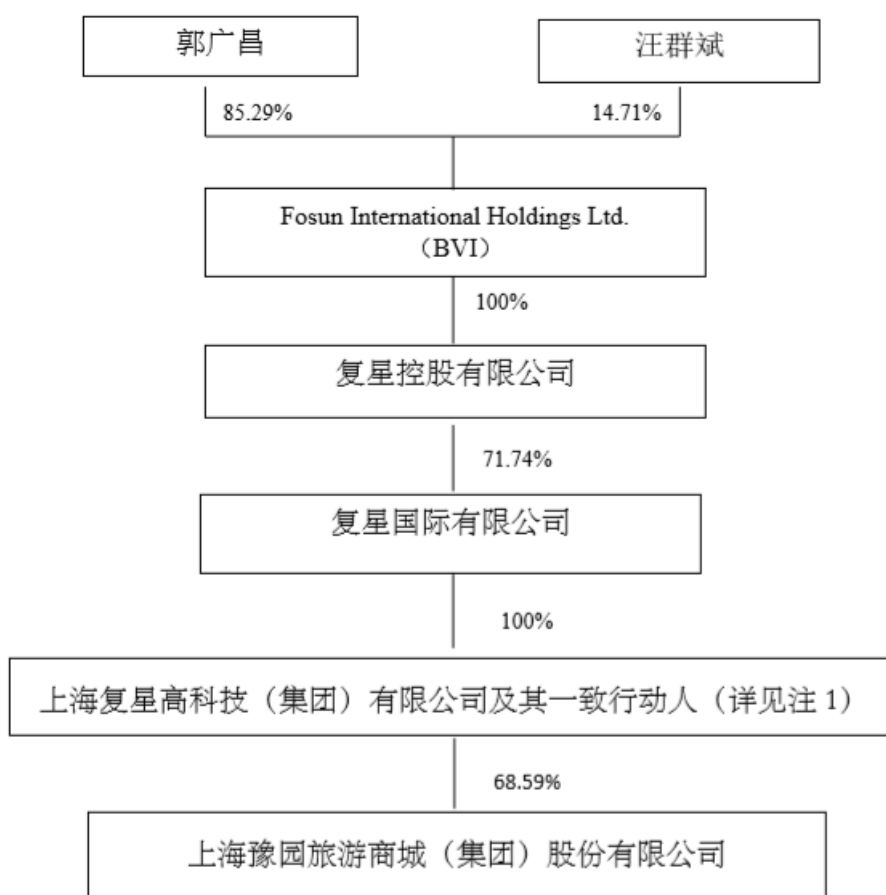 郭广昌
汪群斌
85.29%
14.71%
Fosun International Holdings Ltd.
（BVI）
100%
复星控股有限公司
71.74%
复星国际有限公司
100%
上海复星高科技（集团）有限公司及其一致行动人（详见注 1）
68.59%
上海豫园旅游商城（集团）股份有限公司